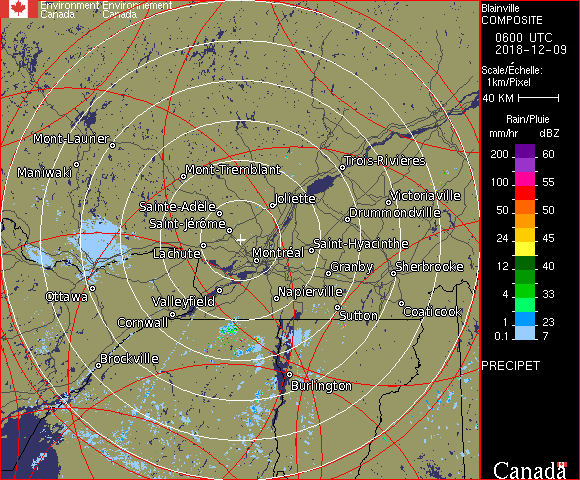 Environment Environnement
Canada Canada
Blainville
COMPOSITE
0600 UTC
2018-12-09
Scale/Échelle:
1km/Pixel
40 KM
Rain/Pluie
mm/hr dBZ
200 60
100 55
50 50
24 45
12 40
4 33
1 23
0.1 7
PRECIPET
Mont-Laurier
Maniwaki
Mont-Tremblant
Trois-Rivières
Joliette
Victoriaville
Sainte-Adele
Drummondville
Saint-Jérome
Saint-Hyacinthe
Lachute
Montréal
Granby
Sherbrooke
Ottawa
Valleyfield
Napierville
Cornwall
Sutton
Coaticook
Brockville
Burlington
Canada